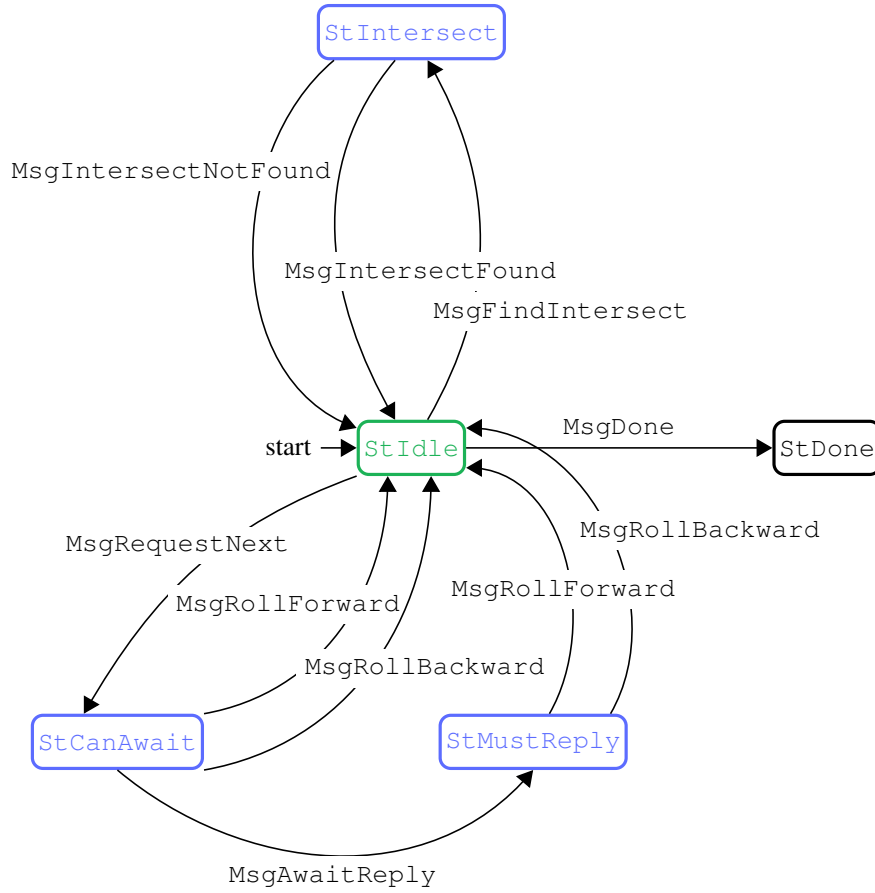 StIntersect
MsgIntersectNotFound
MsgIntersectFound
MsgFindIntersect
MsgDone
start
StIdle
StDone
MsgRollBackward
MsgRequestNext
MsgRollForward
MsgRollForward
MsgRollBackward
StCanAwait
StMustReply
MsgAwaitReply